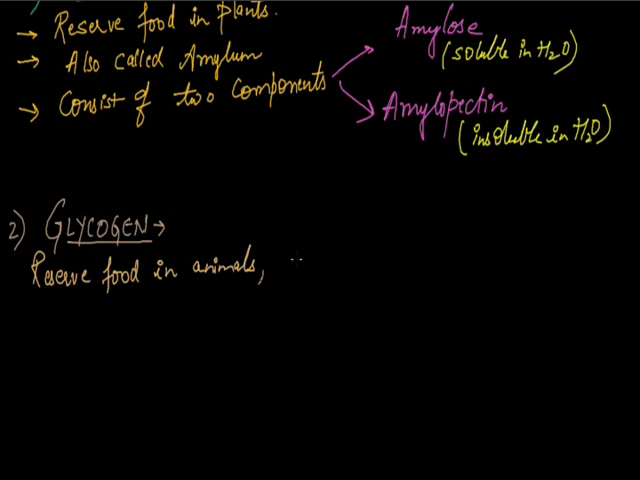 → Reserve food in plants.
→ Also called Amylum
→ Consist of two components
Amylose
(soluble in H2O)
Amylopectin
(insoluble in H2O)
2) GLYCOGEN →
Reserve food in animals,